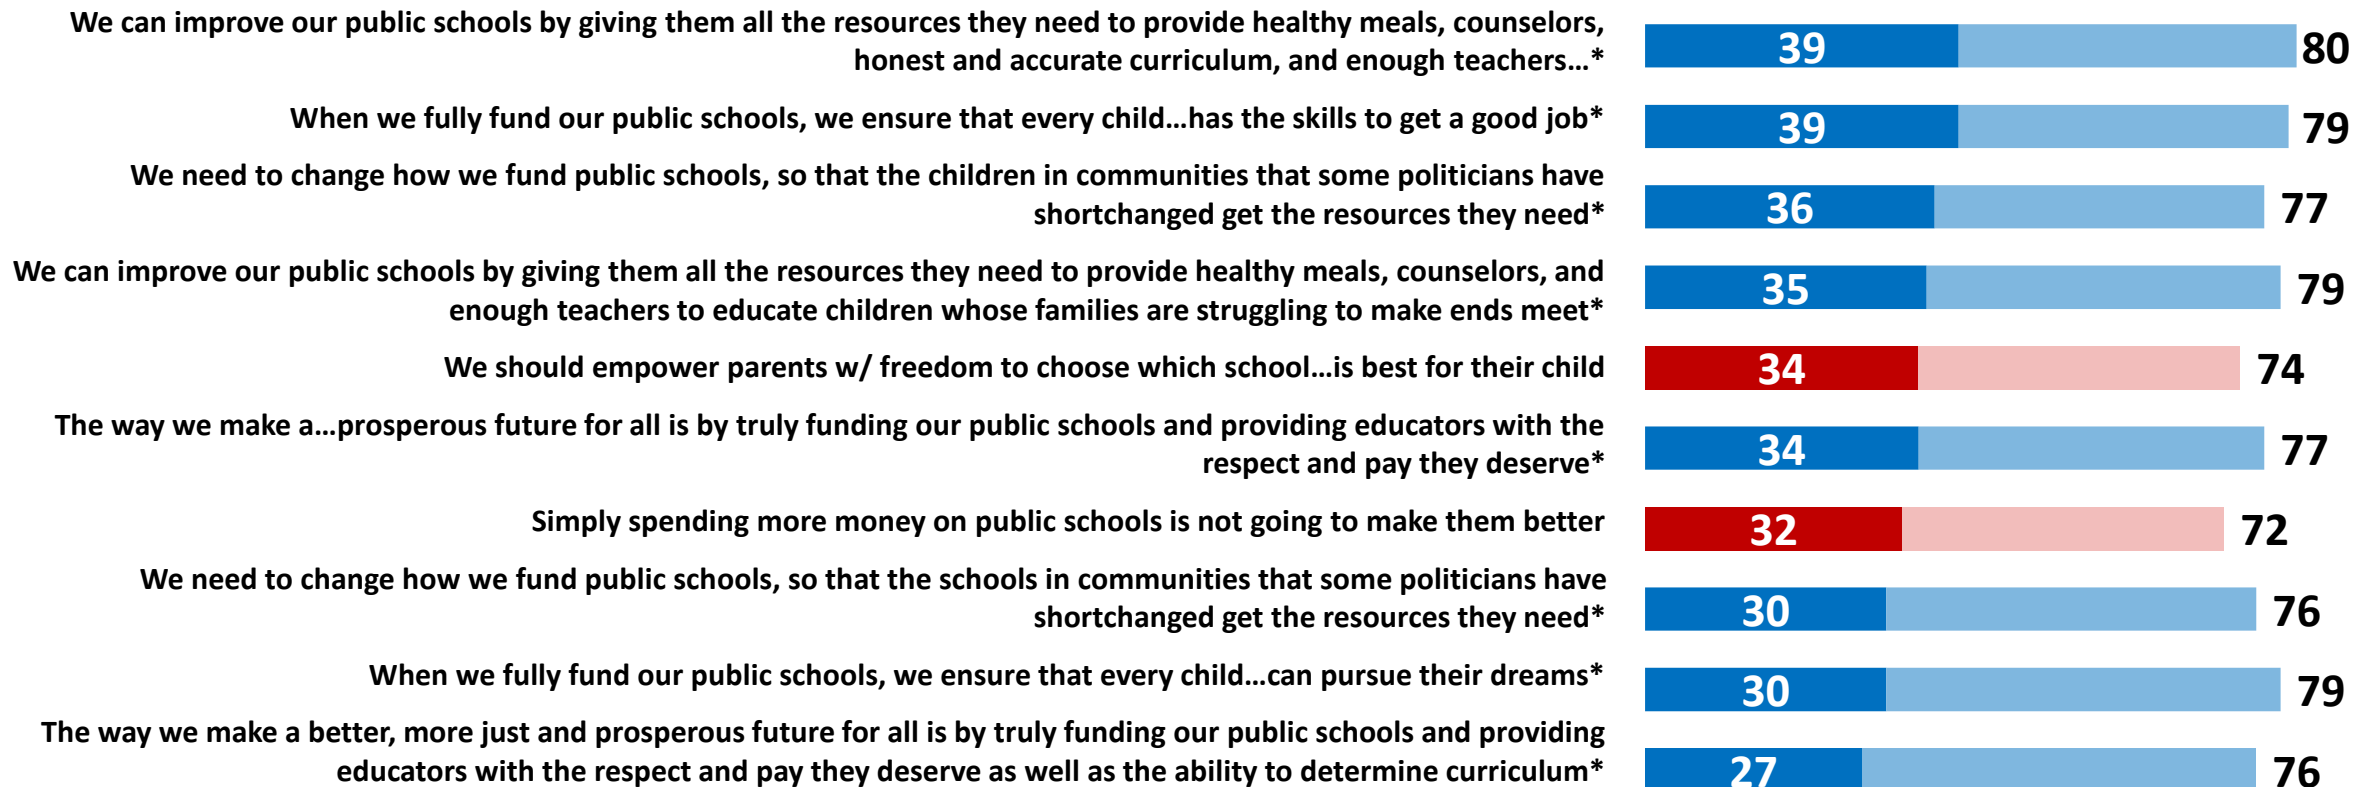 We can improve our public schools by giving them all the resources they need to provide healthy meals, counselors,
honest and accurate curriculum, and enough teachers…*
39 80
When we fully fund our public schools, we ensure that every child…has the skills to get a good job*
39 79
We need to change how we fund public schools, so that the children in communities that some politicians have
shortchanged get the resources they need*
36 77
We can improve our public schools by giving them all the resources they need to provide healthy meals, counselors, and
enough teachers to educate children whose families are struggling to make ends meet*
35 79
We should empower parents w/ freedom to choose which school…is best for their child
34 74
The way we make a…prosperous future for all is by truly funding our public schools and providing educators with the
respect and pay they deserve*
34 77
Simply spending more money on public schools is not going to make them better
32 72
We need to change how we fund public schools, so that the schools in communities that some politicians have
shortchanged get the resources they need*
30 76
When we fully fund our public schools, we ensure that every child…can pursue their dreams*
30 79
The way we make a better, more just and prosperous future for all is by truly funding our public schools and providing
educators with the respect and pay they deserve as well as the ability to determine curriculum*
27 76